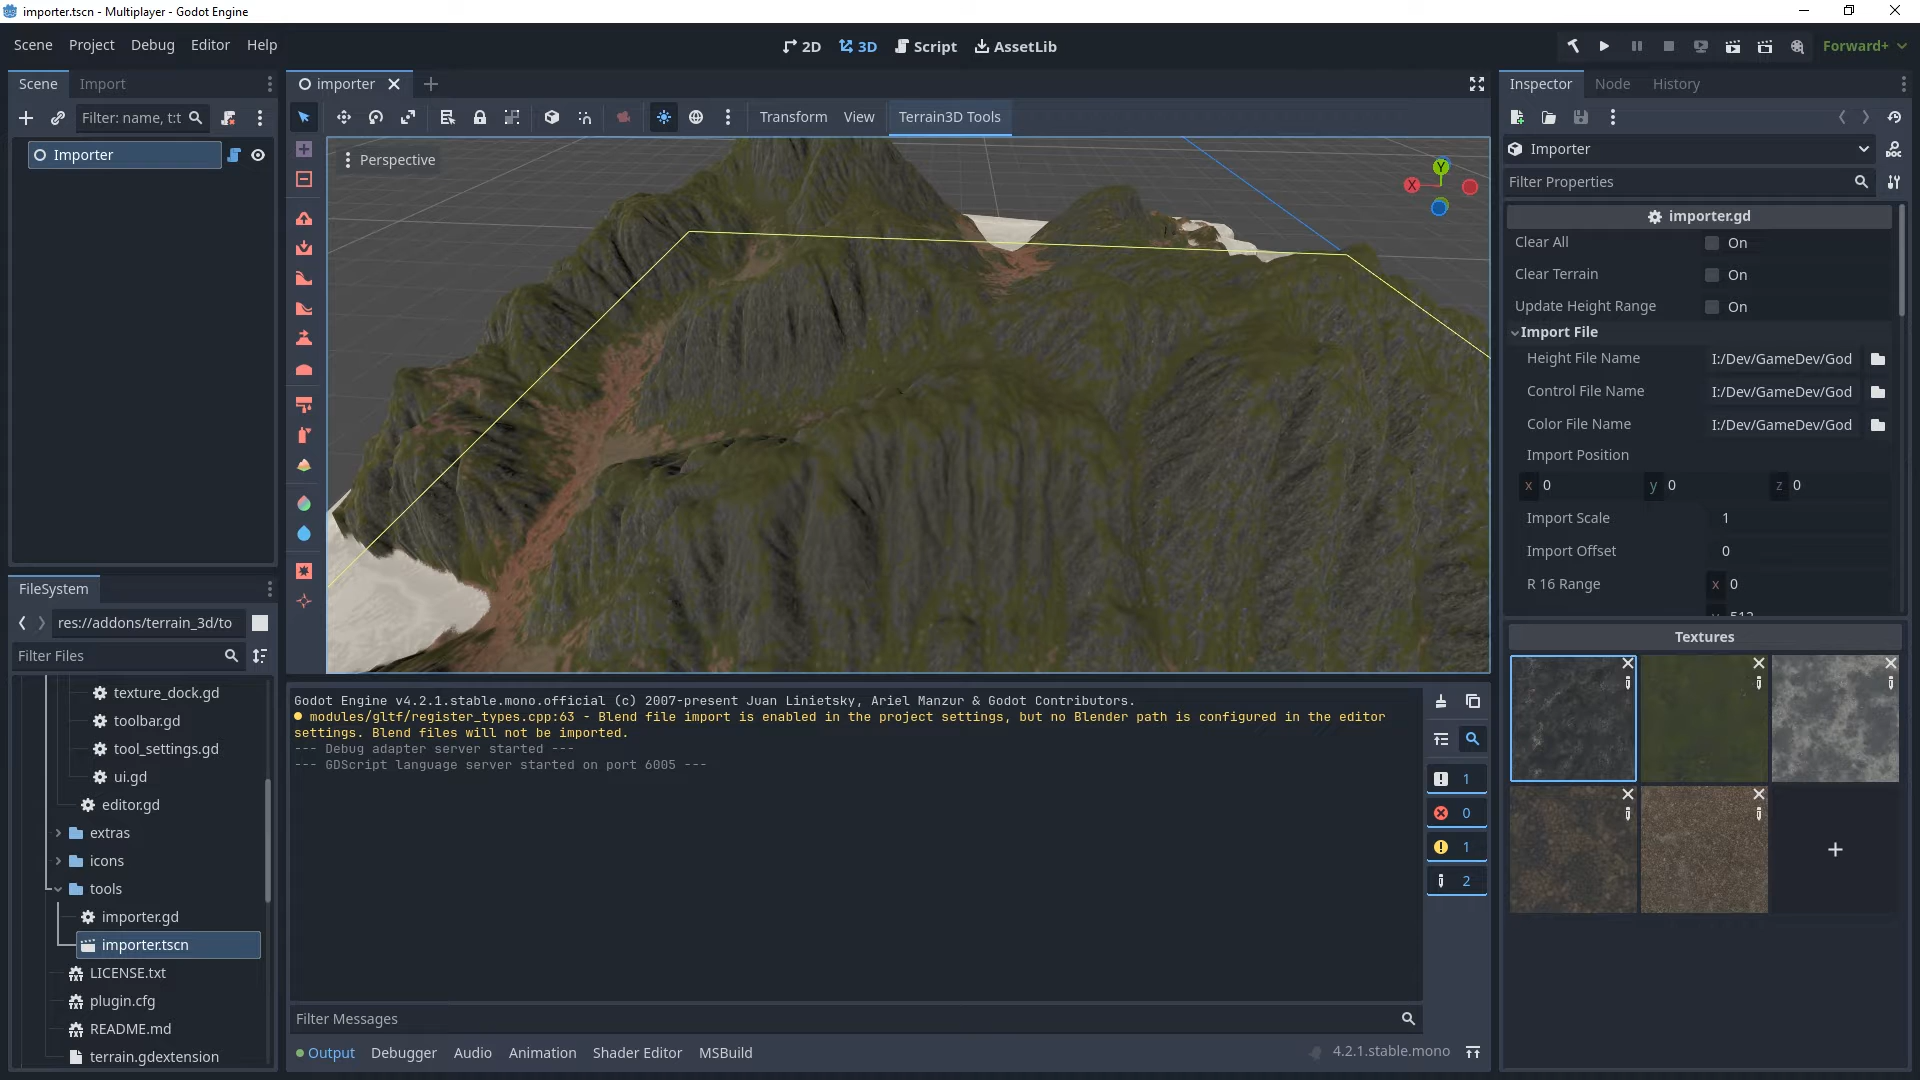 importer.tscn - Multiplayer - Godot Engine
Scene Project Debug Editor Help
2D 3D Script AssetLib
Forward+
Scene Import
importer
Inspector Node History
Filter: name, t:t
Transform View Terrain3D Tools
Importer
Perspective
Y
X
Importer
DOC
Filter Properties
importer.gd
Clear All On
Clear Terrain On
Update Height Range On
Import File
Height File Name I:/Dev/GameDev/God
Control File Name I:/Dev/GameDev/God
Color File Name I:/Dev/GameDev/God
Import Position
x 0 y 0 z 0
Import Scale 1
Import Offset 0
R 16 Range x 0
y 512
Textures
FileSystem
res://addons/terrain_3d/to
Filter Files
texture_dock.gd
toolbar.gd
tool_settings.gd
ui.gd
editor.gd
extras
icons
tools
importer.gd
importer.tscn
LICENSE.txt
plugin.cfg
README.md
terrain.gdextension
Godot Engine v4.2.1.stable.mono.official (c) 2007-present Juan Linietsky, Ariel Manzur & Godot Contributors.
modules/gltf/register_types.cpp:63 - Blend file import is enabled in the project settings, but no Blender path is configured in the editor
settings. Blend files will not be imported.
--- Debug adapter server started ---
--- GDScript language server started on port 6005 ---
1
0
1
2
Filter Messages
Output Debugger Audio Animation Shader Editor MSBuild
4.2.1.stable.mono